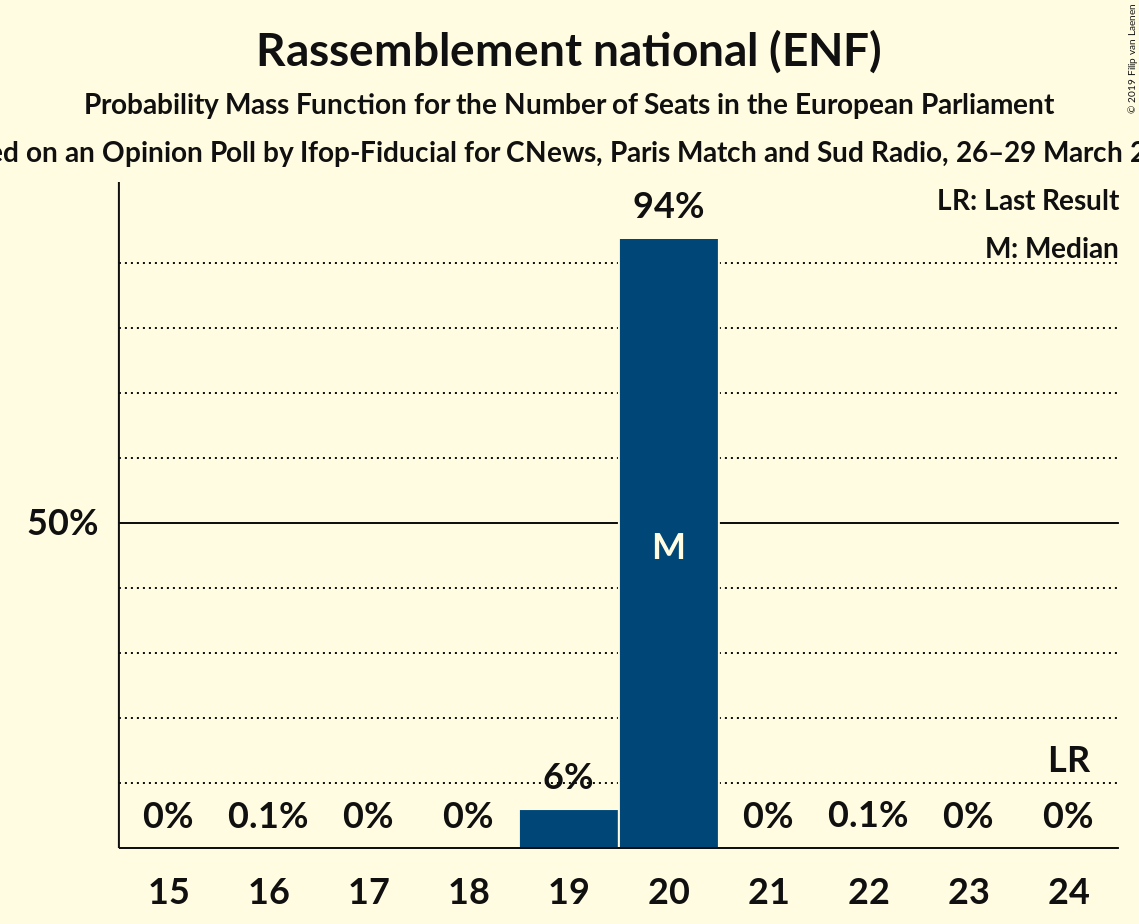 Rassemblement national (ENF)
Probability Mass Function for the Number of Seats in the European Parliament
on an Opinion Poll by Ifop-Fiducial for CNews, Paris Match and Sud Radio, 26–29 March
© 2019 Filip van Laenen
LR: Last Result
M: Median
94%
50%
M
6%
LR
0% 0.1% 0% 0% 0% 0.1% 0% 0%
15 16 17 18 19 20 21 22 23 24